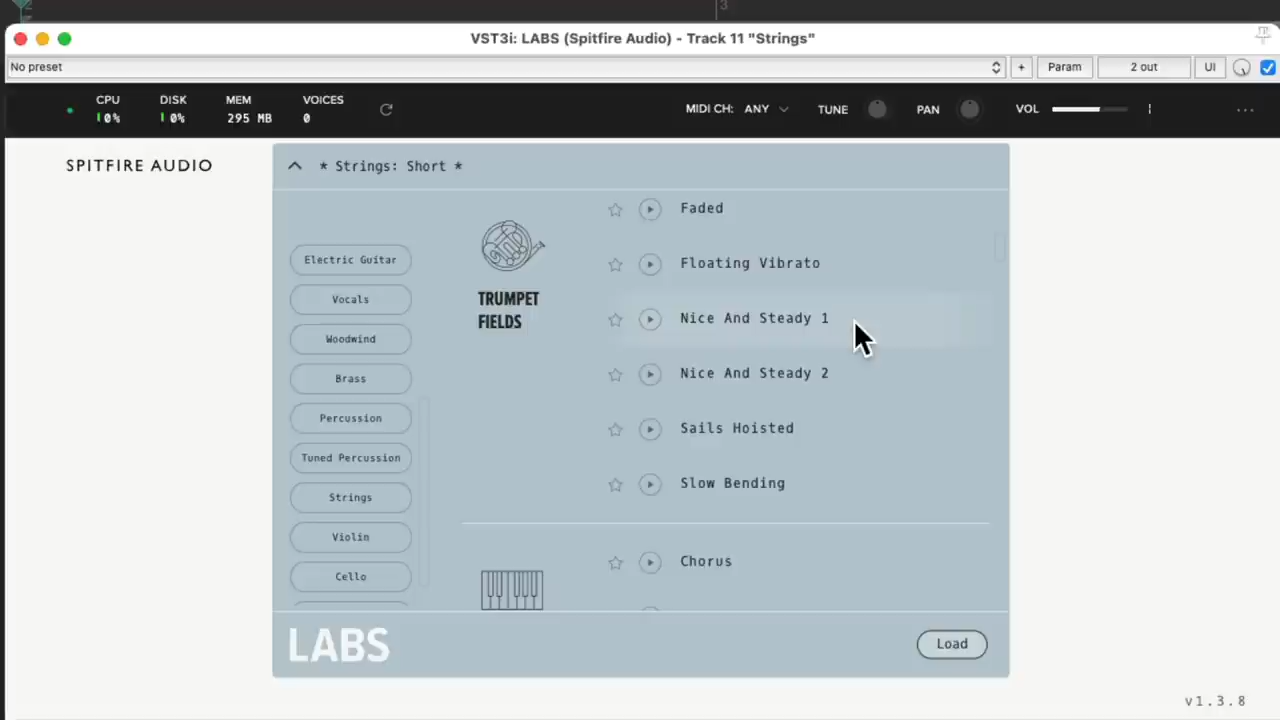 3
VST3i: LABS (Spitfire Audio) - Track 11 "Strings"
No preset
+
Param
2 out
UI
CPU
0%
DISK
0%
MEM
295 MB
VOICES
0
MIDI CH: ANY
TUNE
PAN
VOL
...
SPITFIRE AUDIO
* Strings: Short *
Electric Guitar
Vocals
Woodwind
Brass
Percussion
Tuned Percussion
Strings
Violin
Cello
TRUMPET
FIELDS
Faded
Floating Vibrato
Nice And Steady 1
Nice And Steady 2
Sails Hoisted
Slow Bending
Chorus
LABS
Load
v1.3.8